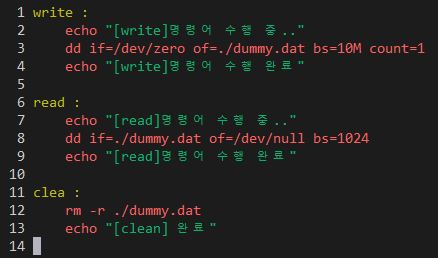 1 write :
2     echo "[write]명령어 수행 중.."
3     dd if=/dev/zero of=./dummy.dat bs=10M count=1
4     echo "[write]명령어 수행 완료"
5
6 read :
7     echo "[read]명령어 수행 중.."
8     dd if=./dummy.dat of=/dev/null bs=1024
9     echo "[read]명령어 수행 완료"
10
11 clea :
12     rm -r ./dummy.dat
13     echo "[clean] 완료"
14